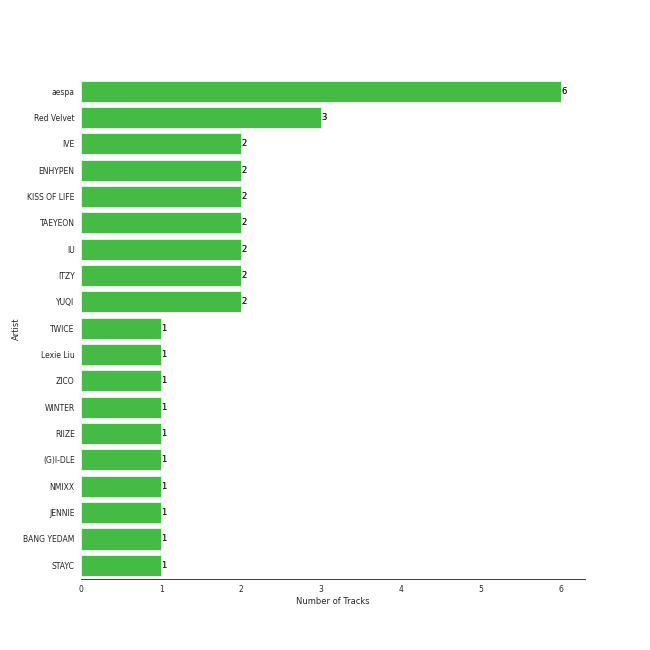 aespa 6
Red Velvet 3
IVE 2
ENHYPEN 2
KISS OF LIFE 2
TAEYEON 2
IU 2
ITZY 2
YUQI 2
TWICE 1
Lexie Liu 1
ZICO 1
WINTER 1
RIIZE 1
(G)I-DLE 1
NMIXX 1
JENNIE 1
BANG YEDAM 1
STAYC 1
Artist
0 1 2 3 4 5 6
Number of Tracks